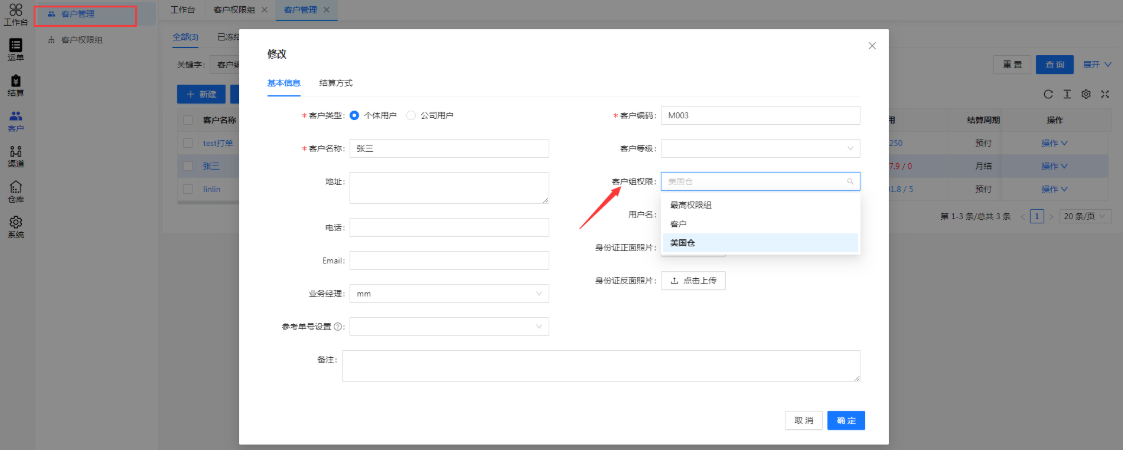 工作台
运单
结算
客户
渠道
仓库
系统
客户管理
客户权限组
工作台 客户权限组 客户管理
全部(3) 已冻结
关键字: 重置 查询 展开
+ 新建
客户名称 结算周期 操作
test打单 250 预付 操作
张三 7.9 / 0 月结 操作
linlin 1.8 / 5 预付 操作
第 1-3 条/总共 3 条 1 20 条/页
修改
基本信息 结算方式
* 客户类型: 个体用户 公司用户
* 客户编码: M003
* 客户名称: 张三
客户等级:
地址:
客户组权限: 美国仓
最高权限组
客户
美国仓
用户名:
电话:
身份证正面照片:
Email:
身份证反面照片: 点击上传
业务经理: mm
参考单号设置 ?:
备注:
取消 确定